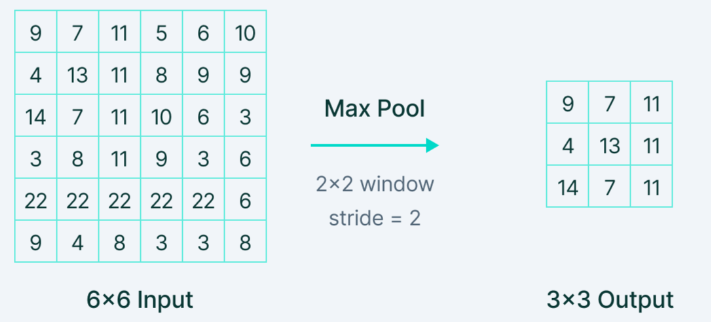 9 7 11 5 6 10
4 13 11 8 9 9
14 7 11 10 6 3
3 8 11 9 3 6
22 22 22 22 22 6
9 4 8 3 3 8
6×6 Input
Max Pool
2×2 window
stride = 2
9 7 11
4 13 11
14 7 11
3×3 Output